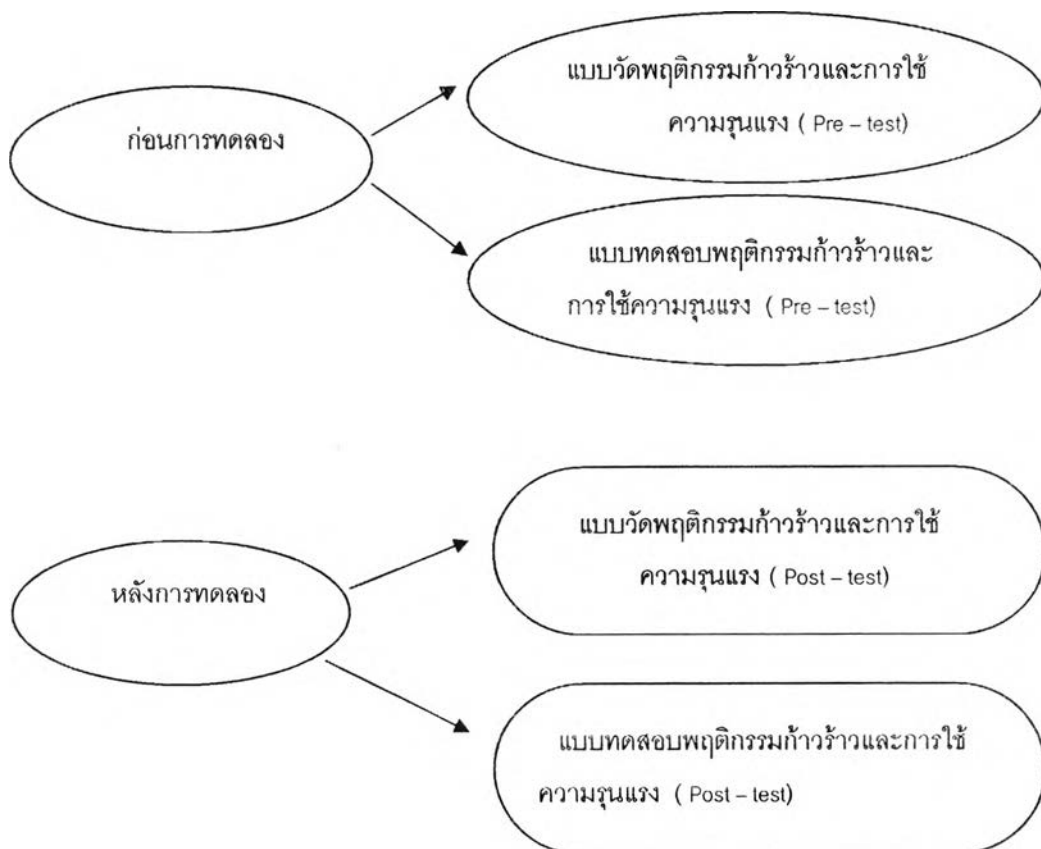 ก่อนการทดลอง
แบบวัดพฤติกรรมก้าวร้าวและการใช้
ความรุนแรง ( Pre – test)
แบบทดสอบพฤติกรรมก้าวร้าวและ
การใช้ความรุนแรง ( Pre – test)
หลังการทดลอง
แบบวัดพฤติกรรมก้าวร้าวและการใช้
ความรุนแรง ( Post – test)
แบบทดสอบพฤติกรรมก้าวร้าวและการใช้
ความรุนแรง ( Post – test)